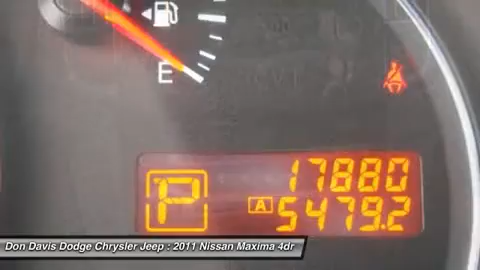 E
17880
P
A 5479.2
Don Davis Dodge Chrysler Jeep : 2011 Nissan Maxima 4dr